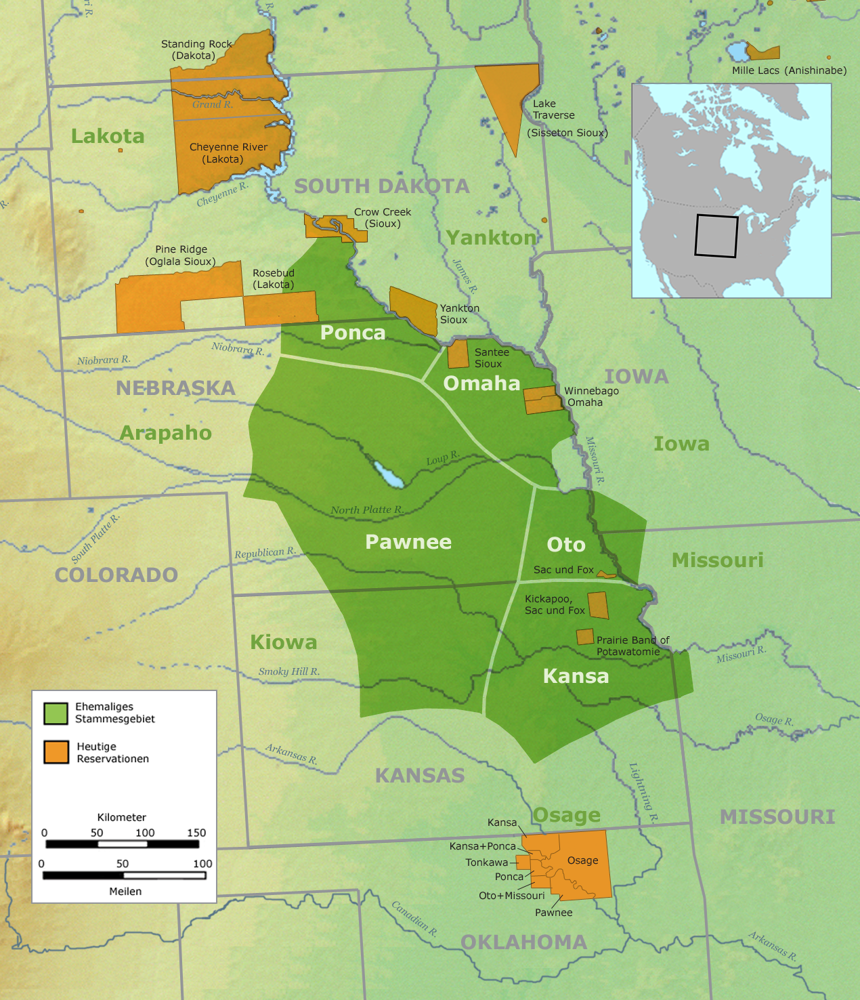 ri R.
R.
Standing Rock
(Dakota)
Mille Lacs (Anishinabe)
Grand R.
Lake
Traverse
(Sisseton Sioux)
Lakota
Cheyenne River
(Lakota)
SOUTH DAKOTA
Cheyenne R.
R.
Crow Creek
(Sioux)
Yankton
Pine Ridge
(Oglala Sioux)
Rosebud
(Lakota)
James R.
Yankton
Sioux
Ponca
Niobrara R.
Niobrara R.
Santee
Sioux
IOWA
Omaha
NEBRASKA
Winnebago
Omaha
Arapaho
Iowa
Missouri R.
Loup R.
North Platte R.
South Platte R.
Pawnee
Oto
Republican R.
Missouri
Sac und Fox
COLORADO
Kickapoo,
Sac und Fox
Kiowa
Prairie Band of
Potawatomie
Missouri R.
Smoky Hill R.
Kansa
Ehemaliges
Stammesgebiet
Osage R.
Heutige
Reservationen
Arkansas R.
KANSAS
Lightning R.
Osage
MISSOURI
Kilometer
0 50 100 150
0 50 100
Meilen
Kansa
Kansa+Ponca
Osage
Tonkawa
Ponca
Oto+Missouri
Pawnee
Canadian R.
OKLAHOMA
Arkansas R.